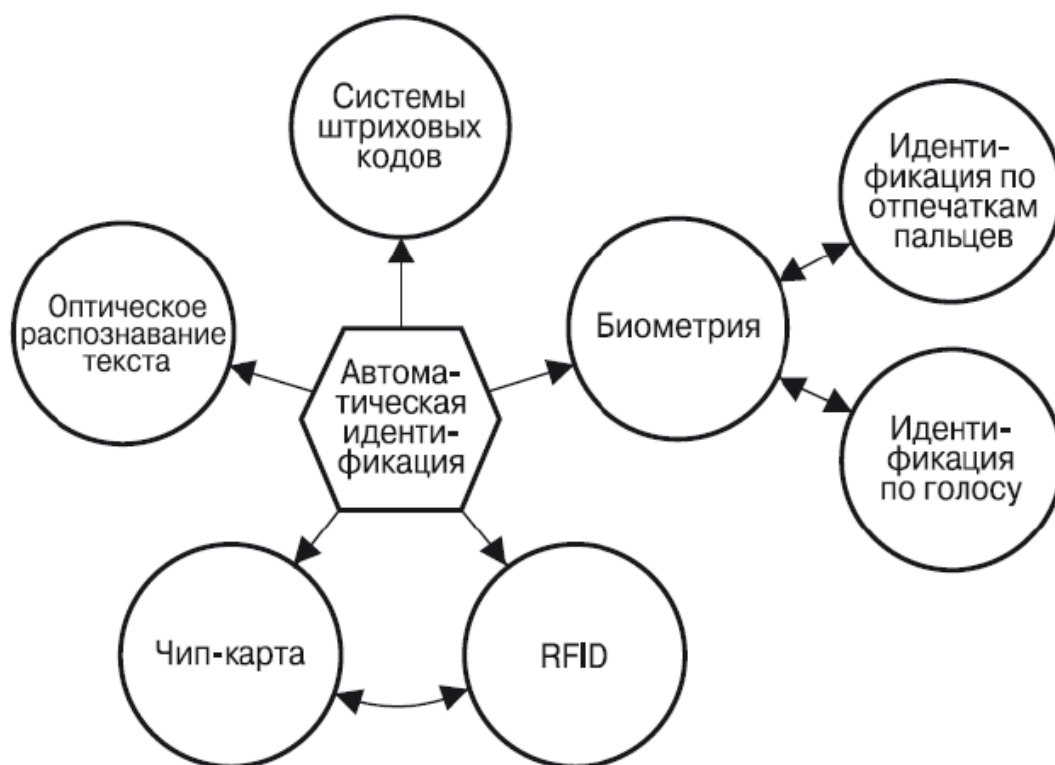 Системы
штриховых
кодов
Иденти-
фикация по
отпечаткам
пальцев
Оптическое
распознавание
текста
Биометрия
Автома-
тическая
иденти-
фикация
Иденти-
фикация
по голосу
Чип-карта
RFID